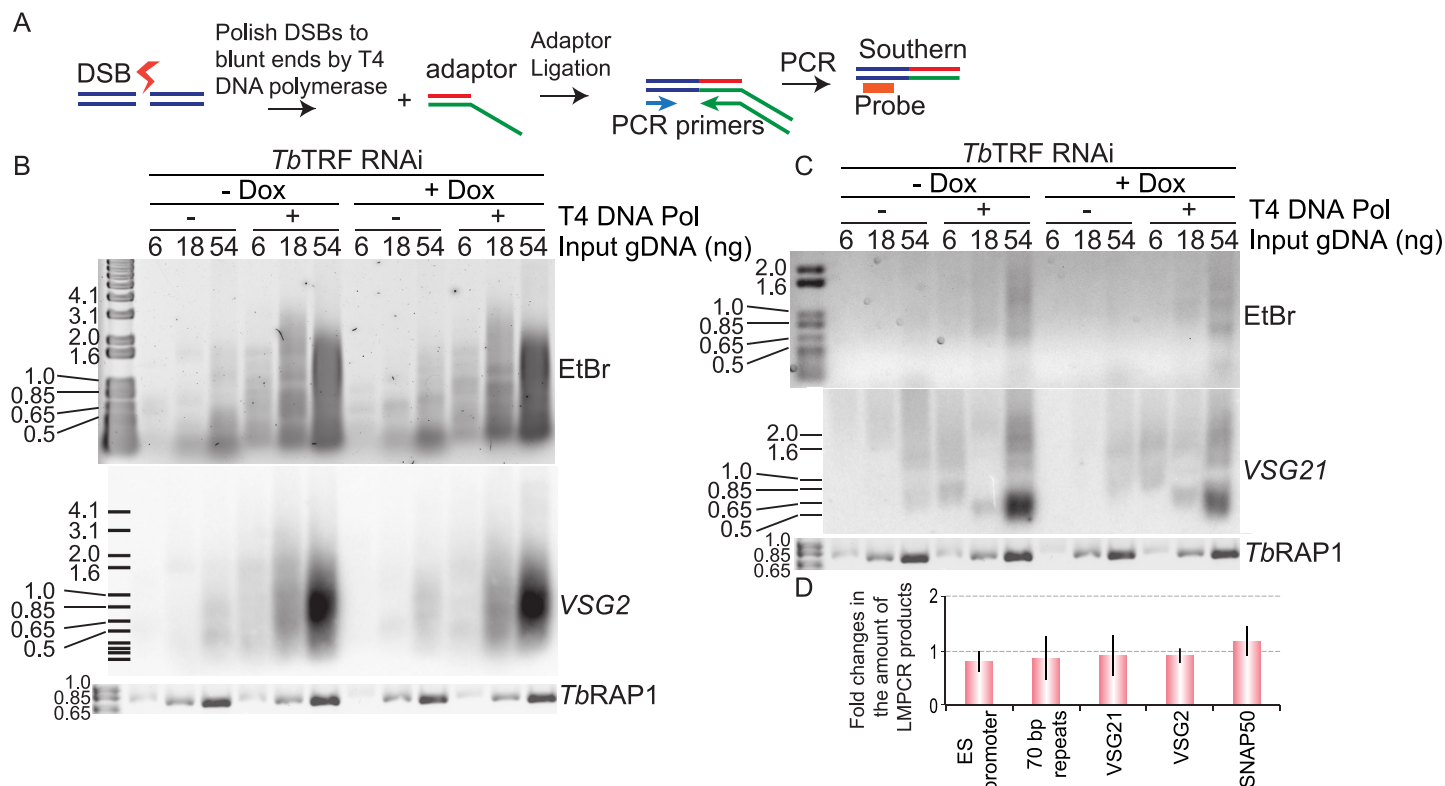 A
DSB
Polish DSBs to
blunt ends by T4
DNA polymerase
+
adaptor
Adaptor
Ligation
PCR primers
PCR
Southern
Probe
B
TbTRF RNAi
- Dox + Dox
- + - + T4 DNA Pol
6 18 54 6 18 54 6 18 54 6 18 54 Input gDNA (ng)
4.1
3.1
2.0
1.6
1.0
0.85
0.65
0.5
EtBr
4.1
3.1
2.0
1.6
1.0
0.85
0.65
0.5
VSG2
1.0
0.85
0.65
TbRAP1
C
TbTRF RNAi
- Dox + Dox
- + - + T4 DNA Pol
6 18 54 6 18 54 6 18 54 6 18 54 Input gDNA (ng)
2.0
1.6
1.0
0.85
0.65
0.5
EtBr
2.0
1.6
1.0
0.85
0.65
0.5
VSG21
1.0
0.85
0.65
TbRAP1
D
Fold changes in
the amount of
LMPCR products
2
1
0
ES
promoter
70 bp
repeats
VSG21
VSG2
SNAP50